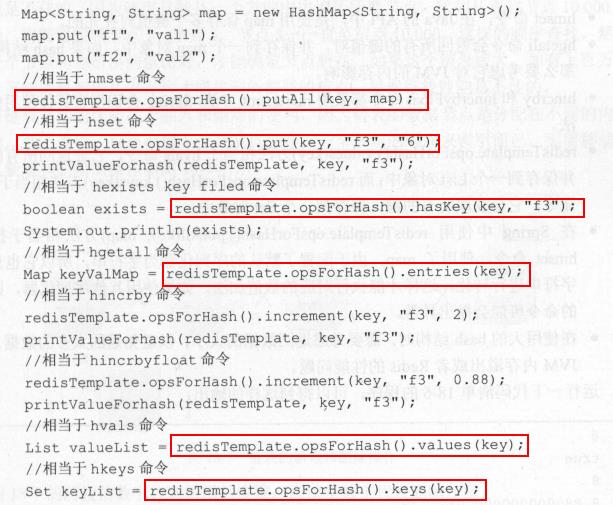 Map<String, String> map = new HashMap<String, String>();
map.put("f1", "val1");
map.put("f2", "val2");
//相当于 hmset 命令
redisTemplate.opsForHash().putAll(key, map);
//相当于 hset 命令
redisTemplate.opsForHash().put(key, "f3", "6");
printValueForhash(redisTemplate, key, "f3");
//相当于 hexists key filed 命令
boolean exists = redisTemplate.opsForHash().hasKey(key, "f3");
System.out.println(exists);
//相当于 hgetall 命令
Map keyValMap = redisTemplate.opsForHash().entries(key);
//相当于 hincrby 命令
redisTemplate.opsForHash().increment(key, "f3", 2);
printValueForhash(redisTemplate, key, "f3");
//相当于 hincrbyfloat 命令
redisTemplate.opsForHash().increment(key, "f3", 0.88);
printValueForhash(redisTemplate, key, "f3");
//相当于 hvals 命令
List valueList = redisTemplate.opsForHash().values(key);
//相当于 hkeys 命令
Set keyList = redisTemplate.opsForHash().keys(key);